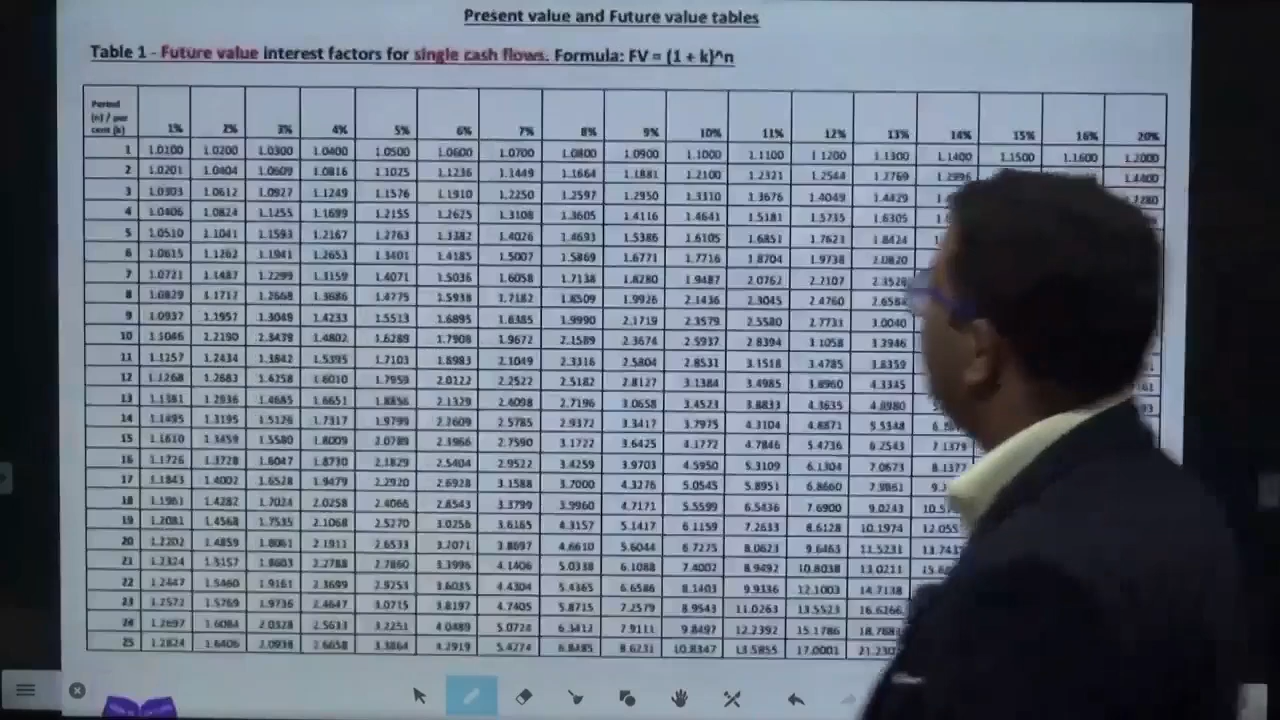 Present value and Future value tables
Table 1 - Future value interest factors for single cash flows. Formula: FV = (1 + k)^n
Period (n) / per cent (k) 1% 2% 3% 4% 5% 6% 7% 8% 9% 10% 11% 12% 13% 14% 15% 16% 20%
1 1.0100 1.0200 1.0300 1.0400 1.0500 1.0600 1.0700 1.0800 1.0900 1.1000 1.1100 1.1200 1.1300 1.1400 1.1500 1.1600 1.2000
2 1.0201 1.0404 1.0609 1.0816 1.1025 1.1236 1.1449 1.1664 1.1881 1.2100 1.2321 1.2544 1.2769 1.2996 1.4400
3 1.0303 1.0612 1.0927 1.1249 1.1576 1.1910 1.2250 1.2597 1.2950 1.3310 1.3676 1.4049 1.4429
4 1.0406 1.0824 1.1255 1.1699 1.2155 1.2625 1.3108 1.3605 1.4116 1.4641 1.5181 1.5735 1.6305
5 1.0510 1.1041 1.1593 1.2167 1.2763 1.3382 1.4026 1.4693 1.5386 1.6105 1.6851 1.7623 1.8424
6 1.0615 1.1262 1.1941 1.2653 1.3401 1.4185 1.5007 1.5869 1.6771 1.7716 1.8704 1.9738 2.0820
7 1.0721 1.1487 1.2299 1.3159 1.4071 1.5036 1.6058 1.7138 1.8280 1.9487 2.0762 2.2107 2.3526
8 1.0829 1.1717 1.2668 1.3686 1.4775 1.5938 1.7182 1.8509 1.9926 2.1436 2.3045 2.4760 2.6584
9 1.0937 1.1951 1.3048 1.4233 1.5513 1.6895 1.8385 1.9990 2.1719 2.3579 2.5580 2.7731 3.0040
10 1.1046 1.2190 1.3439 1.4802 1.6289 1.7908 1.9672 2.1589 2.3674 2.5937 2.8394 3.1058 3.3946
11 1.1157 1.2434 1.3842 1.5395 1.7103 1.8983 2.1049 2.3316 2.5804 2.8531 3.1518 3.4785 3.8359
12 1.1268 1.2682 1.4258 1.6010 1.7959 2.0122 2.2522 2.5182 2.8127 3.1384 3.4985 3.8960 4.3345
13 1.1381 1.2936 1.4685 1.6651 1.8856 2.1329 2.4098 2.7196 3.0658 3.4523 3.8833 4.3635 4.8980
14 1.1495 1.3195 1.5126 1.7317 1.9799 2.2609 2.5785 2.9372 3.3417 3.7975 4.3104 4.8871 5.5348
15 1.1610 1.3459 1.5580 1.8009 2.0789 2.3966 2.7590 3.1722 3.6425 4.1772 4.7846 5.4736 6.2543 7.1379
16 1.1726 1.3728 1.6047 1.8730 2.1829 2.5404 2.9522 3.4259 3.9703 4.5950 5.3109 6.1304 7.0673 8.1372
17 1.1843 1.4002 1.6528 1.9479 2.2920 2.6928 3.1588 3.7000 4.3276 5.0545 5.8951 6.8660 7.9861
18 1.1961 1.4282 1.7024 2.0258 2.4066 2.8543 3.3799 3.9960 4.7171 5.5599 6.5436 7.6900 9.0243
19 1.2081 1.4568 1.7535 2.1068 2.5270 3.0256 3.6165 4.3157 5.1417 6.1159 7.2633 8.6128 10.1974
20 1.2202 1.4859 1.8061 2.1911 2.6533 3.2071 3.8697 4.6610 5.6044 6.7275 8.0623 9.6463 11.5231
21 1.2324 1.5157 1.8603 2.2788 2.7860 3.3996 4.1406 5.0338 6.1088 7.4002 8.9492 10.8038 13.0211
22 1.2447 1.5460 1.9161 2.3699 2.9253 3.6035 4.4304 5.4365 6.6586 8.1403 9.9336 12.1003 14.7138
23 1.2572 1.5769 1.9736 2.4647 3.0715 3.8197 4.7405 5.8715 7.2579 8.9543 11.0263 13.5523 16.6266
24 1.2697 1.6084 2.0328 2.5633 3.2251 4.0489 5.0724 6.3412 7.9111 9.8497 12.2392 15.1786
25 1.2824 1.6406 2.0938 2.6658 3.3864 4.2919 5.4274 6.8485 8.6231 10.8347 13.5855 17.0001